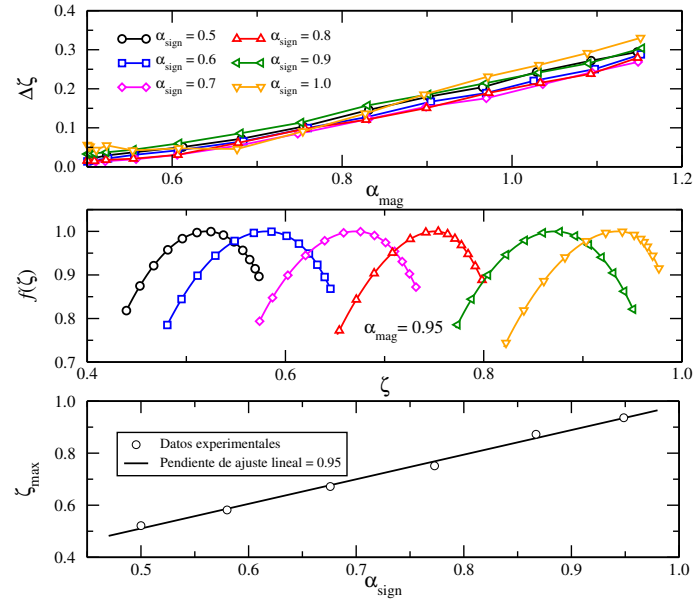 0.4
0.3
0.2
0.1
0.0
Δζ
α_sign = 0.5
α_sign = 0.6
α_sign = 0.7
α_sign = 0.8
α_sign = 0.9
α_sign = 1.0
0.6
0.8
1.0
1.2
α_mag
1.0
0.9
0.8
0.7
f(ζ)
α_mag = 0.95
0.4
0.6
0.8
1.0
ζ
1.0
0.8
0.6
0.4
ζ_max
Datos experimentales
Pendiente de ajuste lineal = 0.95
0.5
0.6
0.7
0.8
0.9
1.0
α_sign